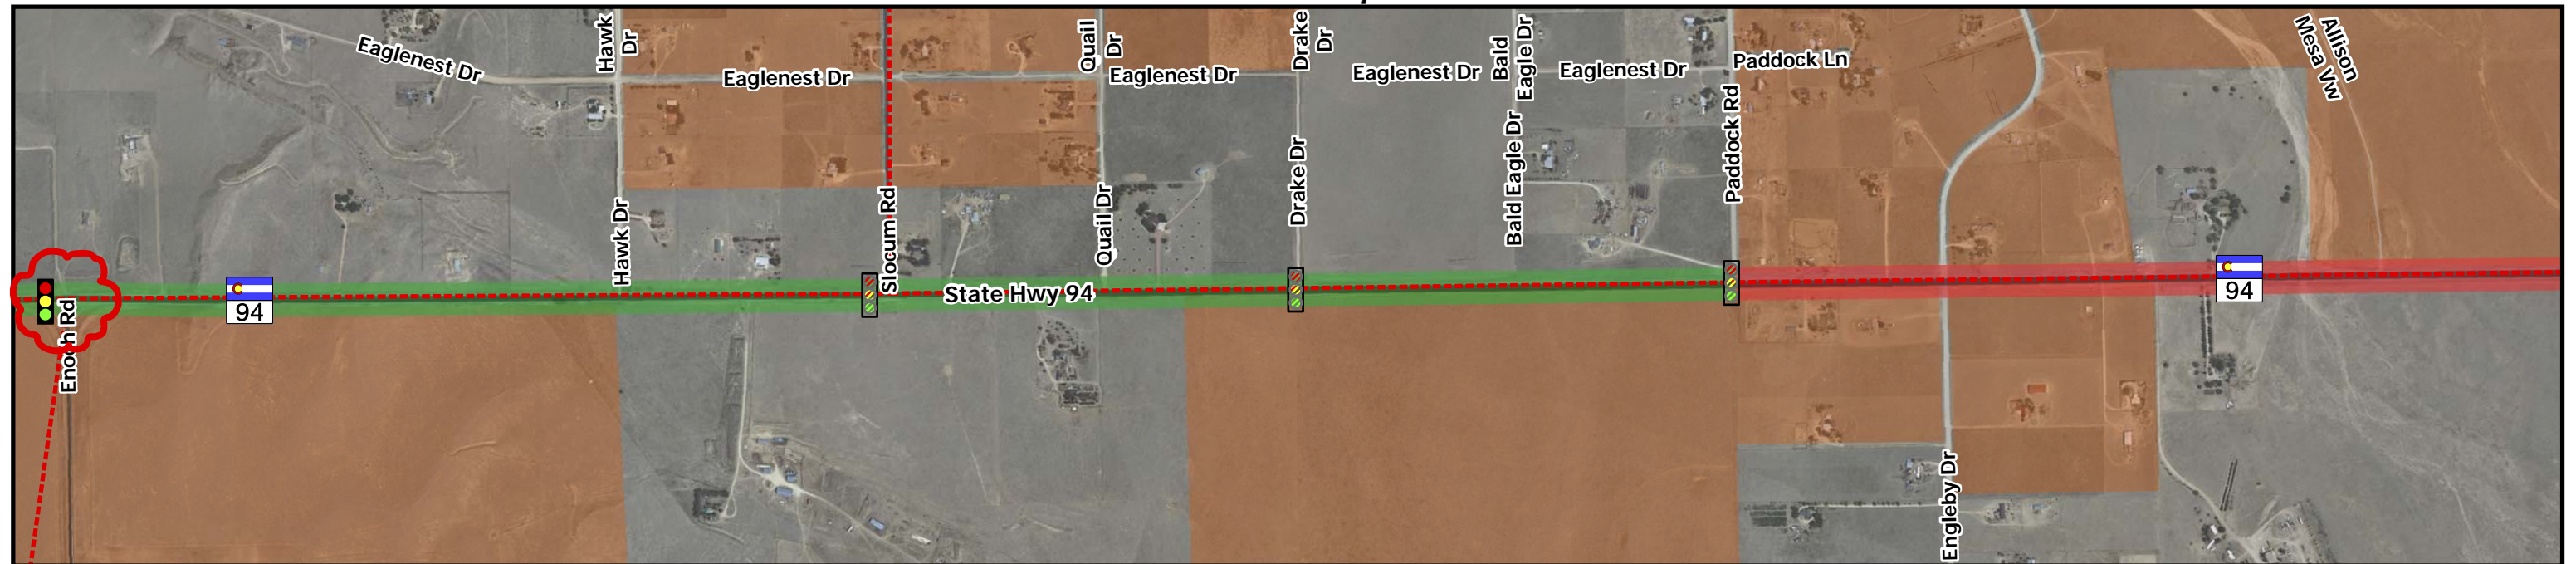 Hawk
Dr
Quail
Dr
Drake
Dr
Bald
Eagle Dr
Allison
Mesa Vw
Eaglenest Dr
Eaglenest Dr
Eaglenest Dr
Eaglenest Dr
Eaglenest Dr
Paddock Ln
Paddock Rd
Bald Eagle Dr
Drake Dr
Quail Dr
Slocum Rd
Hawk Dr
Enoch Rd
94
State Hwy 94
94
Engleby Dr